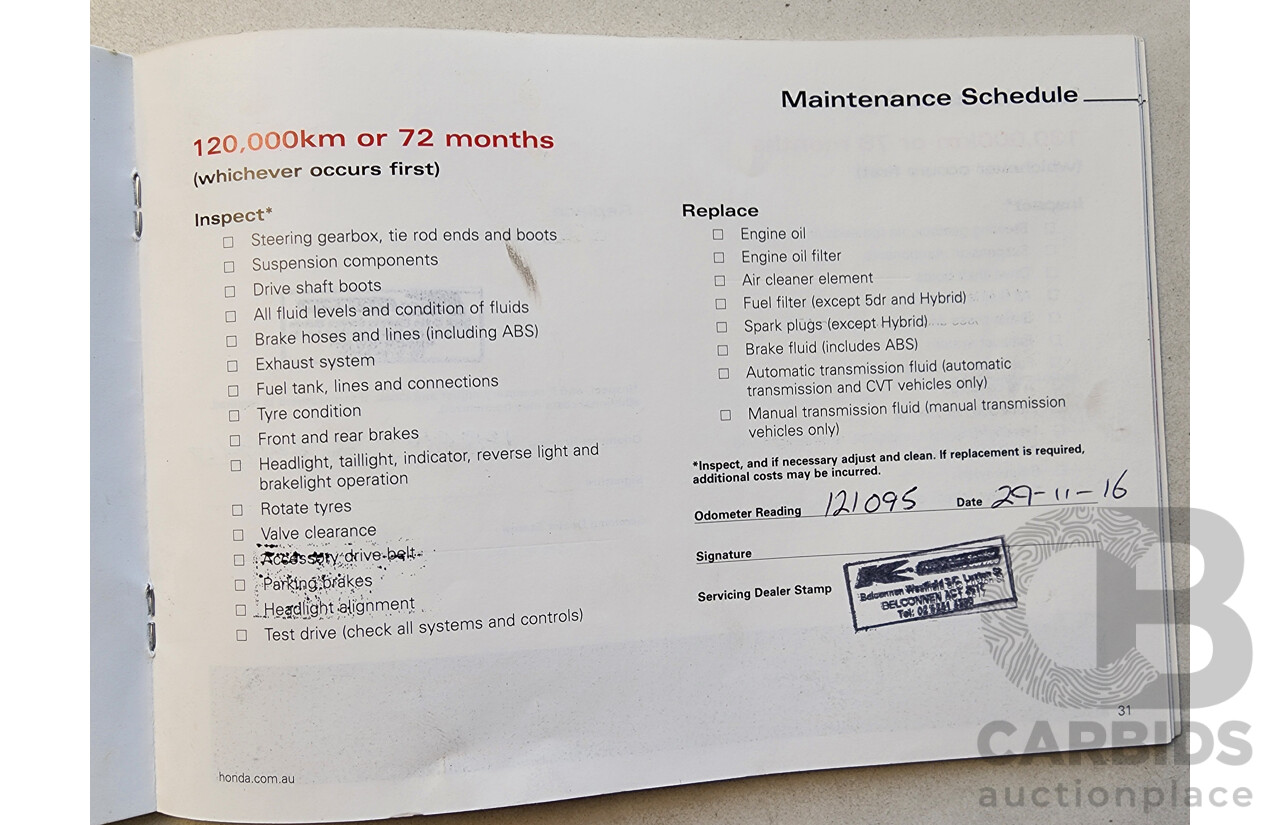 Maintenance Schedule
120,000km or 72 months
(whichever occurs first)
Inspect*
Steering gearbox, tie rod ends and boots
Suspension components
Drive shaft boots
All fluid levels and condition of fluids
Brake hoses and lines (including ABS)
Exhaust system
Fuel tank, lines and connections
Tyre condition
Front and rear brakes
Headlight, taillight, indicator, reverse light and
brakelight operation
Rotate tyres
Valve clearance
Accessory drive belt
Parking brakes
Headlight alignment
Test drive (check all systems and controls)
Replace
Engine oil
Engine oil filter
Air cleaner element
Fuel filter (except 5dr and Hybrid)
Spark plugs (except Hybrid)
Brake fluid (includes ABS)
Automatic transmission fluid (automatic
transmission and CVT vehicles only)
Manual transmission fluid (manual transmission
vehicles only)
*Inspect, and if necessary adjust and clean. If replacement is required,
additional costs may be incurred.
Odometer Reading 121095 Date 29-11-16
Signature
Servicing Dealer Stamp
Belconnen Westfield
BELCONNEN ACT
Tel: 02
31
honda.com.au
CB
CARBIDS
auctionplace